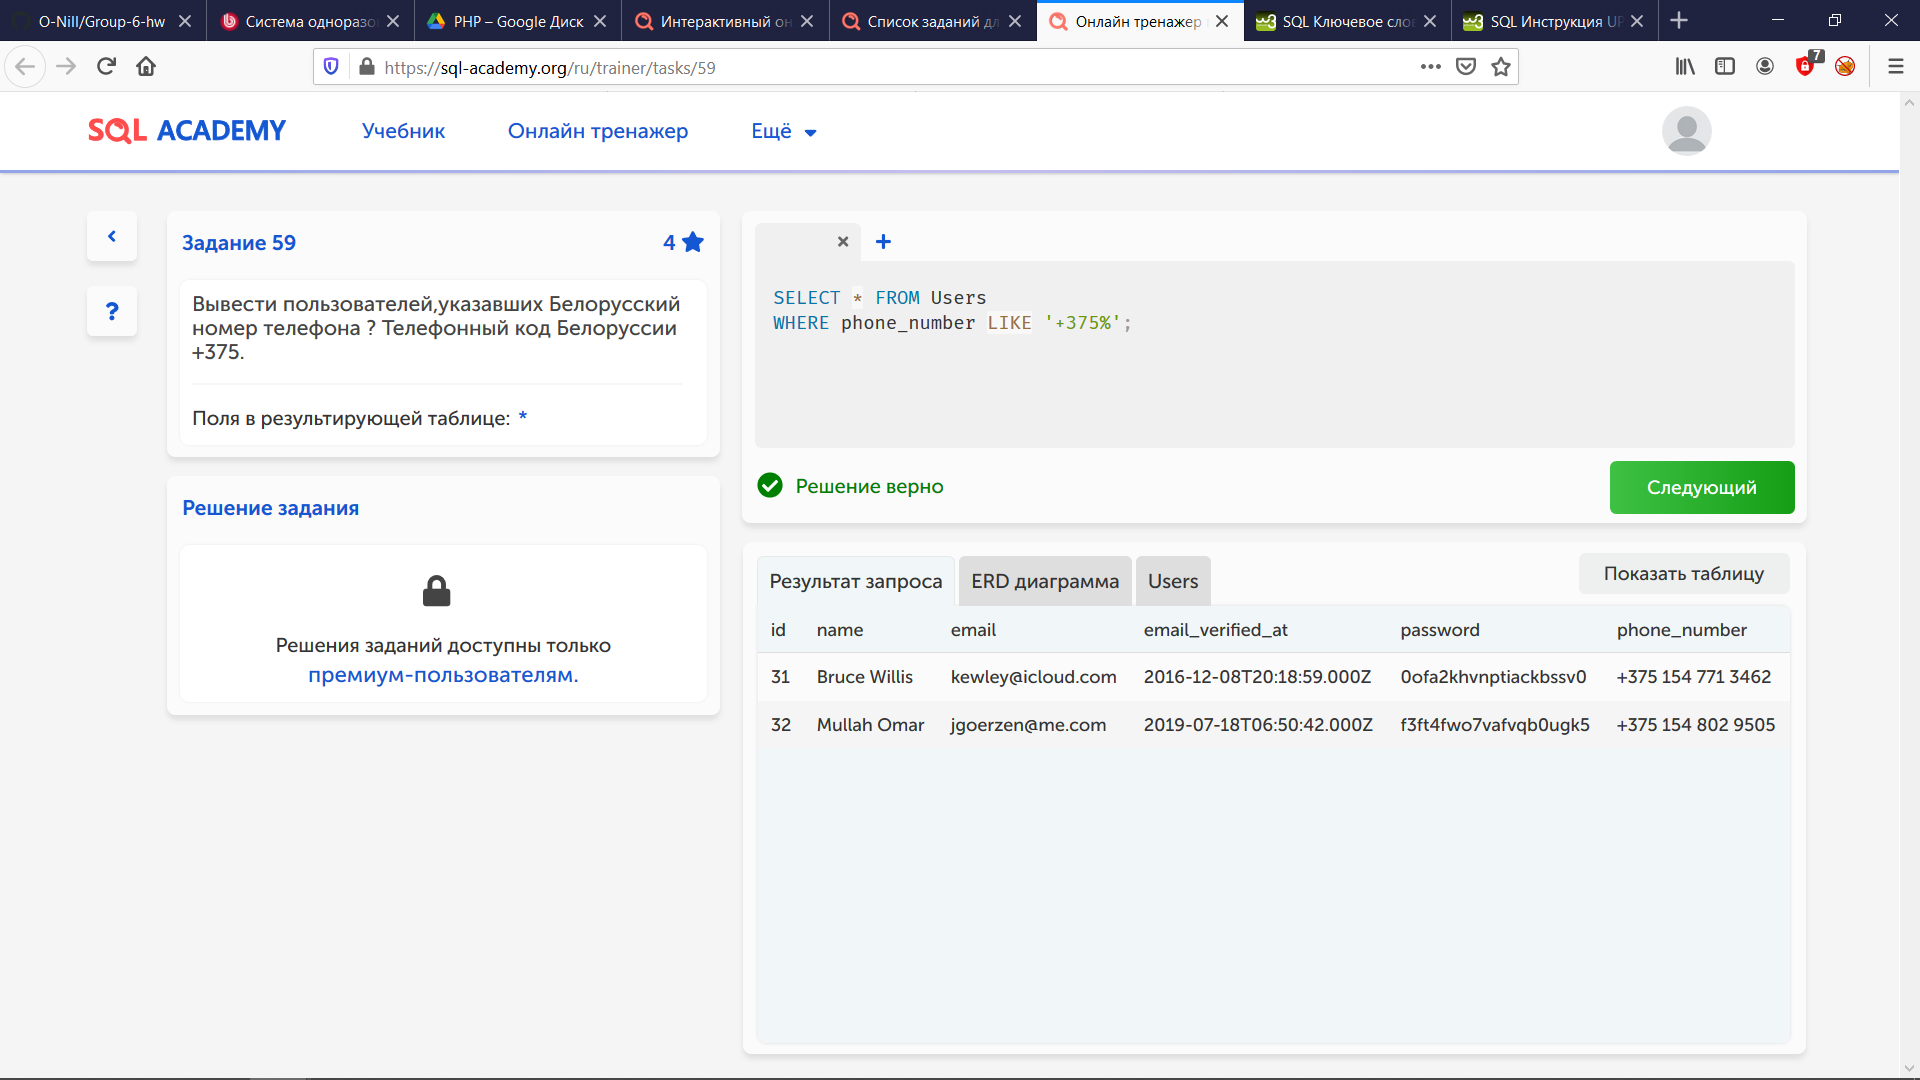 O-Nill/Group-6-hw
Система одноразо
PHP – Google Диск
Интерактивный он
Список заданий дл
Онлайн тренажер
SQL Ключевое сло
SQL Инструкция UP
https://sql-academy.org/ru/trainer/tasks/59
7
SQL ACADEMY
Учебник
Онлайн тренажер
Ещё
Задание 59
4
Вывести пользователей,указавших Белорусский
номер телефона ? Телефонный код Белоруссии
+375.
Поля в результирующей таблице: *
Решение задания
Решения заданий доступны только
премиум-пользователям.
SELECT * FROM Users
WHERE phone_number LIKE '+375%';
Решение верно
Следующий
Результат запроса
ERD диаграмма
Users
Показать таблицу
id name email email_verified_at password phone_number
31 Bruce Willis kewley@icloud.com 2016-12-08T20:18:59.000Z 0ofa2khvnptiackbssv0 +375 154 771 3462
32 Mullah Omar jgoerzen@me.com 2019-07-18T06:50:42.000Z f3ft4fwo7vafvqb0ugk5 +375 154 802 9505